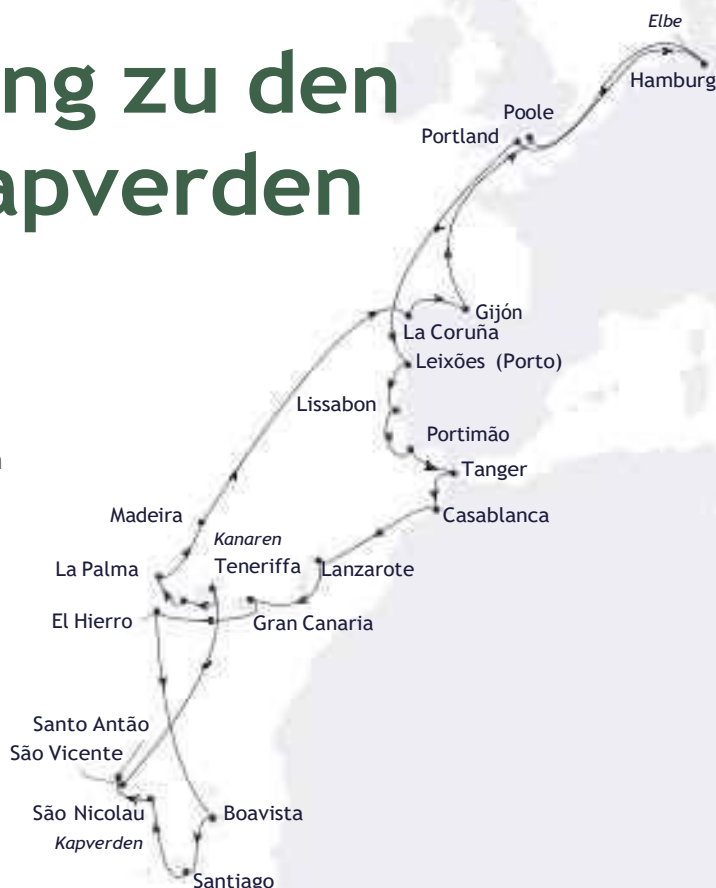 Elbe
ng zu den
Hamburg
Poole
Portland
apverden
Gijón
La Coruña
Leixões (Porto)
Lissabon
Portimão
Tanger
Madeira
Casablanca
Kanaren
La Palma
Teneriffa
Lanzarote
El Hierro
Gran Canaria
Santo Antão
São Vicente
São Nicolau
Boavista
Kapverden
Santiago